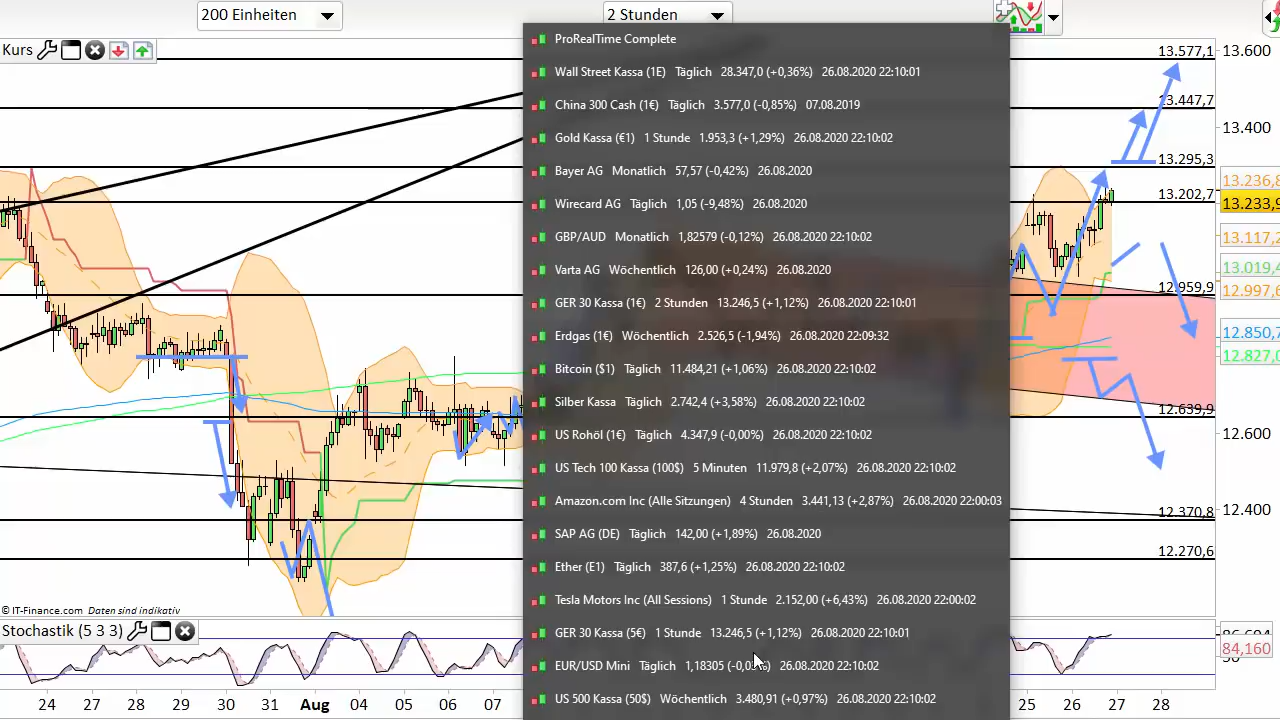 200 Einheiten
2 Stunden
Kurs
ProRealTime Complete
Wall Street Kassa (1E) Täglich 28.347,0 (+0,36%) 26.08.2020 22:10:01
China 300 Cash (1€) Täglich 3.577,0 (-0,85%) 07.08.2019
Gold Kassa (€1) 1 Stunde 1.953,3 (+1,29%) 26.08.2020 22:10:02
Bayer AG Monatlich 57,57 (-0,42%) 26.08.2020
Wirecard AG Täglich 1,05 (-9,48%) 26.08.2020
GBP/AUD Monatlich 1,82579 (-0,12%) 26.08.2020 22:10:02
Varta AG Wöchentlich 126,00 (+0,24%) 26.08.2020
GER 30 Kassa (1€) 2 Stunden 13.246,5 (+1,12%) 26.08.2020 22:10:01
Erdgas (1€) Wöchentlich 2.526,5 (-1,94%) 26.08.2020 22:09:32
Bitcoin ($1) Täglich 11.484,21 (+1,06%) 26.08.2020 22:10:02
Silber Kassa Täglich 2.742,4 (+3,58%) 26.08.2020 22:10:02
US Rohöl (1€) Täglich 4.347,9 (-0,00%) 26.08.2020 22:10:02
US Tech 100 Kassa (100$) 5 Minuten 11.979,8 (+2,07%) 26.08.2020 22:10:02
Amazon.com Inc (Alle Sitzungen) 4 Stunden 3.441,13 (+2,87%) 26.08.2020 22:00:03
SAP AG (DE) Täglich 142,00 (+1,89%) 26.08.2020
Ether (E1) Täglich 387,6 (+1,25%) 26.08.2020 22:10:02
Tesla Motors Inc (All Sessions) 1 Stunde 2.152,00 (+6,43%) 26.08.2020 22:00:02
GER 30 Kassa (5€) 1 Stunde 13.246,5 (+1,12%) 26.08.2020 22:10:01
EUR/USD Mini Täglich 1,18305 26.08.2020 22:10:02
US 500 Kassa (50$) Wöchentlich 3.480,91 (+0,97%) 26.08.2020 22:10:02
13.577,1
13.447,7
13.295,3
13.202,7
12.959,9
12.639,9
12.370,8
12.270,6
13.600
13.400
13.236,8
13.233,9
13.117,2
13.019,4
12.997,6
12.850,7
12.827,0
12.600
12.400
© IT-Finance.com Daten sind indikativ
Stochastik (5 3 3)
84,160
24 27 28 29 30 31 Aug 04 05 06 07 25 26 27 28